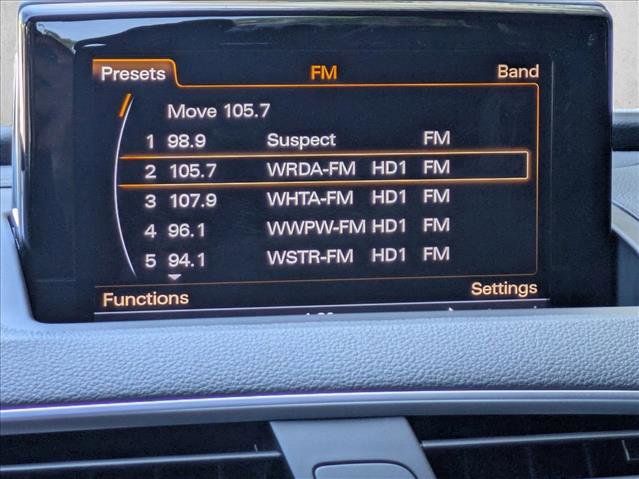 Presets FM Band
Move 105.7
1 98.9 Suspect FM
2 105.7 WRDA-FM HD1 FM
3 107.9 WHTA-FM HD1 FM
4 96.1 WWPW-FM HD1 FM
5 94.1 WSTR-FM HD1 FM
Functions Settings